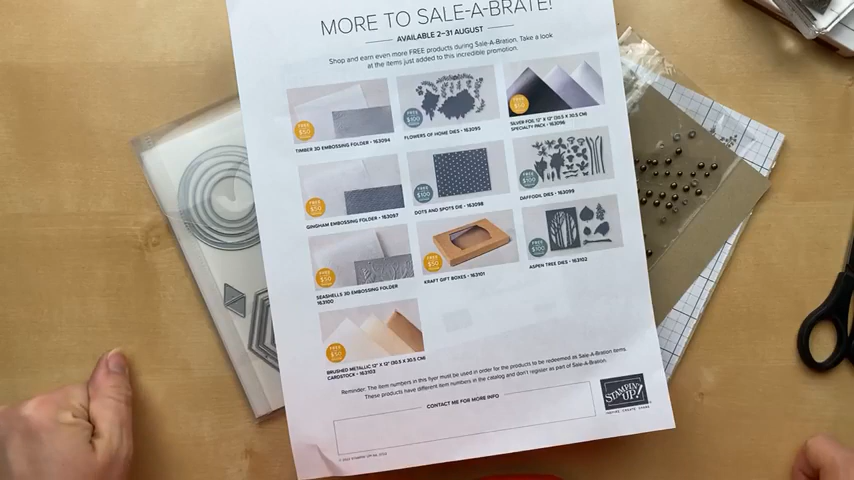 MORE TO SALE-A-BRATE!
AVAILABLE 2–31 AUGUST
Shop and earn even more FREE products during Sale-A-Bration. Take a look
at the items just added to this incredible promotion.
FREE $50
TIMBER 3D EMBOSSING FOLDER • 163094
FREE $100
FLOWERS OF HOME DIES • 163095
FREE $50
SILVER FOIL 12" X 12" (30.5 X 30.5 CM)
SPECIALTY PACK • 163096
FREE $50
GINGHAM EMBOSSING FOLDER • 163097
FREE $100
DOTS AND SPOTS DIE • 163098
FREE $100
DAFFODIL DIES • 163099
FREE $50
SEASHELLS 3D EMBOSSING FOLDER
163100
FREE $50
KRAFT GIFT BOXES • 163101
FREE $100
ASPEN TREE DIES • 163102
FREE $50
BRUSHED METALLIC 12" X 12" (30.5 X 30.5 CM)
CARDSTOCK • 163103
Reminder: The item numbers in this flyer must be used in order for the products to be redeemed as Sale-A-Bration items.
These products have different item numbers in the catalog and don't register as part of Sale-A-Bration.
CONTACT ME FOR MORE INFO
STAMPIN' UP!
INSPIRE. CREATE. SHARE.